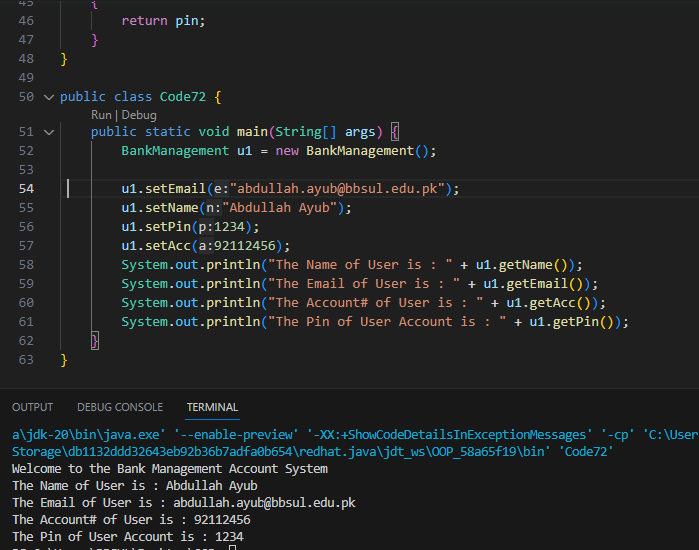 45 {
46 return pin;
47 }
48 }
49
50 public class Code72 {
Run | Debug
51 public static void main(String[] args) {
52 BankManagement u1 = new BankManagement();
53
54 u1.setEmail(e:"abdullah.ayub@bbsul.edu.pk");
55 u1.setName(n:"Abdullah Ayub");
56 u1.setPin(p:1234);
57 u1.setAcc(a:92112456);
58 System.out.println("The Name of User is : " + u1.getName());
59 System.out.println("The Email of User is : " + u1.getEmail());
60 System.out.println("The Account# of User is : " + u1.getAcc());
61 System.out.println("The Pin of User Account is : " + u1.getPin());
62 }
63 }
OUTPUT DEBUG CONSOLE TERMINAL
a\jdk-20\bin\java.exe' '--enable-preview' '-XX:+ShowCodeDetailsInExceptionMessages' '-cp' 'C:\User
Storage\db1132ddd32643eb92b36b7adfa0b654\redhat.java\jdt_ws\OOP_58a65f19\bin' 'Code72'
Welcome to the Bank Management Account System
The Name of User is : Abdullah Ayub
The Email of User is : abdullah.ayub@bbsul.edu.pk
The Account# of User is : 92112456
The Pin of User Account is : 1234